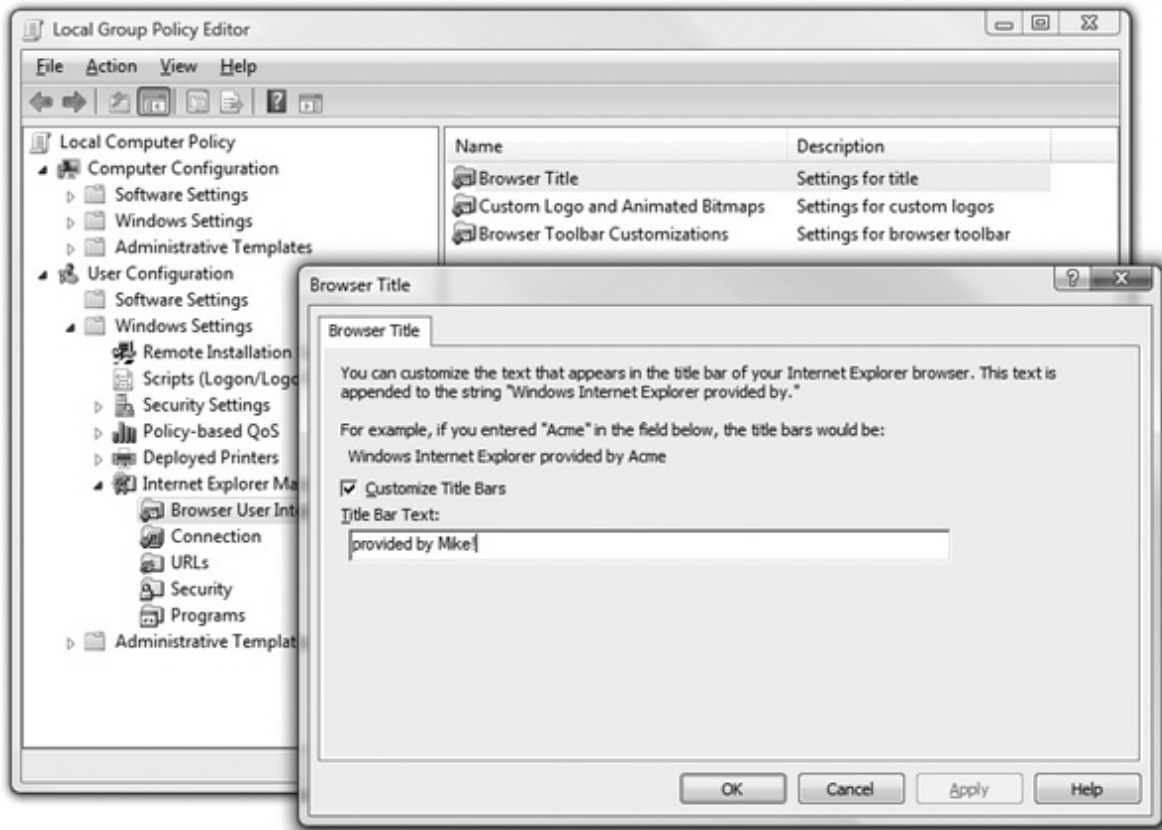 Local Group Policy Editor
File Action View Help
Local Computer Policy
Computer Configuration
Software Settings
Windows Settings
Administrative Templates
User Configuration
Software Settings
Windows Settings
Remote Installation
Scripts (Logon/Logo
Security Settings
Policy-based QoS
Deployed Printers
Internet Explorer Ma
Browser User Int
Connection
URLs
Security
Programs
Administrative Templat
Name Description
Browser Title Settings for title
Custom Logo and Animated Bitmaps Settings for custom logos
Browser Toolbar Customizations Settings for browser toolbar
Browser Title
Browser Title
You can customize the text that appears in the title bar of your Internet Explorer browser. This text is
appended to the string "Windows Internet Explorer provided by."
For example, if you entered "Acme" in the field below, the title bars would be:
Windows Internet Explorer provided by Acme
Customize Title Bars
Title Bar Text:
provided by Mike!
OK Cancel Apply Help